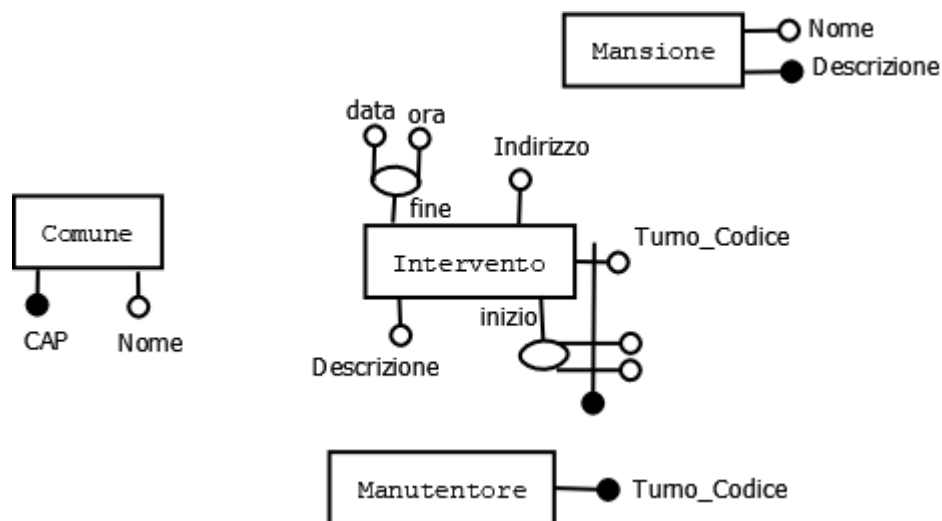 Nome
Mansione
Descrizione
data ora
Indirizzo
fine
Comune
Turno_Codice
Intervento
inizio
CAP Nome
Descrizione
Manutentore
Turno_Codice